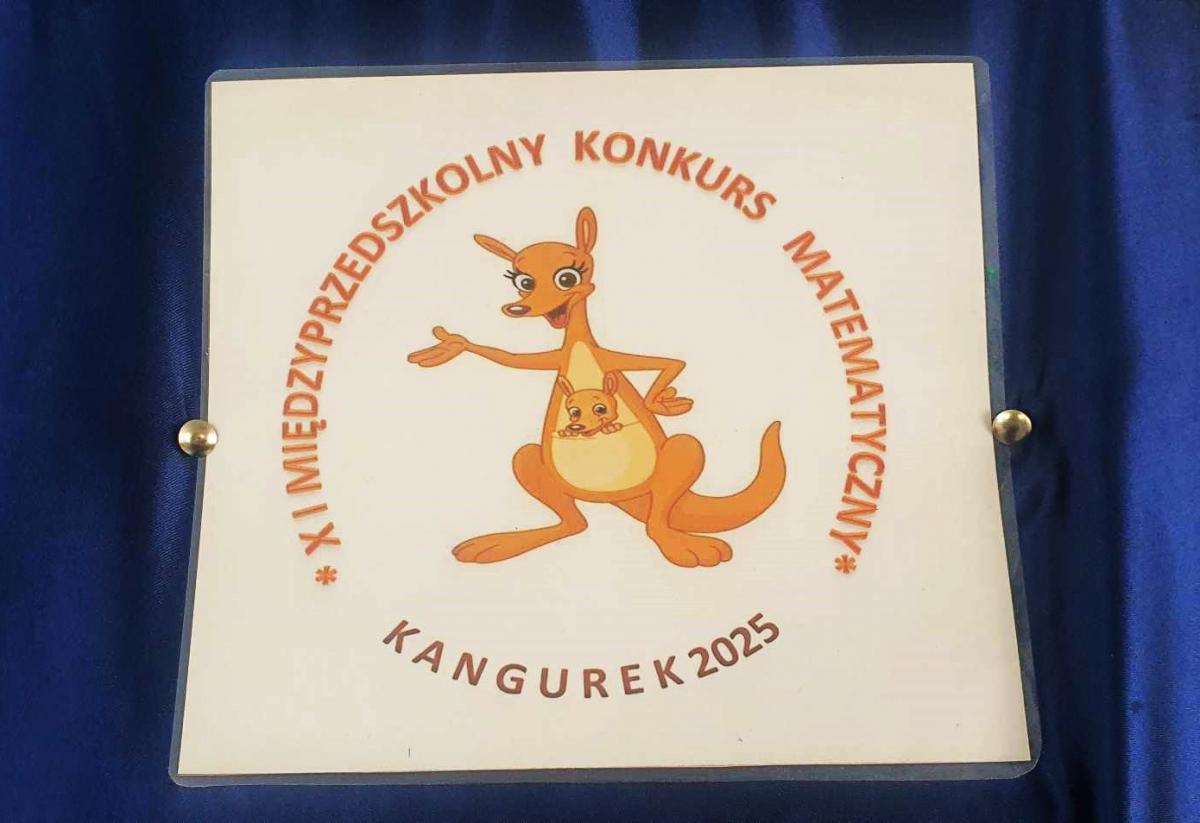 * X I MIĘDZYPRZEDSZKOLNY KONKURS MATEMATYCZNY*
KANGUREK 2025